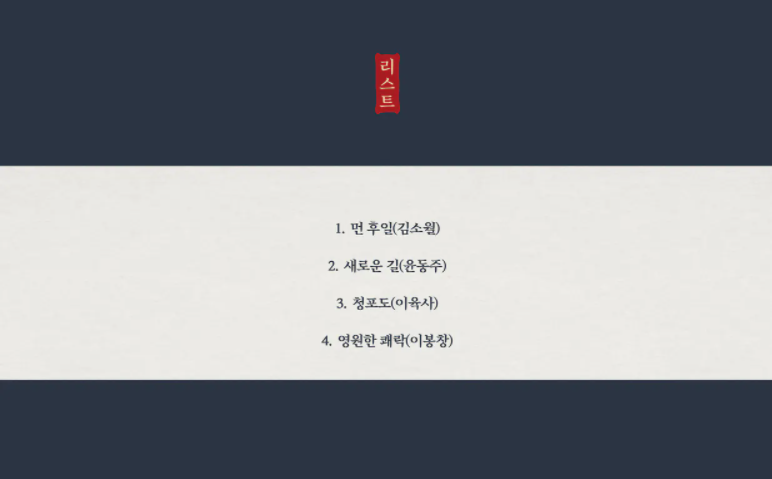 리스트
1. 먼 후일(김소월)
2. 새로운 길(윤동주)
3. 청포도(이육사)
4. 영원한 쾌락(이봉창)